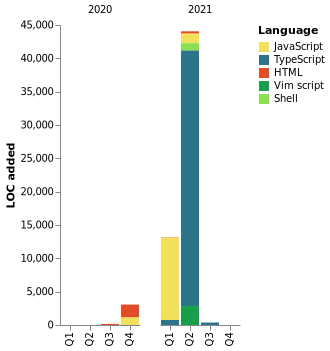 2020 2021
Language
JavaScript
TypeScript
HTML
Vim script
Shell
LOC added
45,000
40,000
35,000
30,000
25,000
20,000
15,000
10,000
5,000
0
Q1 Q2 Q3 Q4 Q1 Q2 Q3 Q4